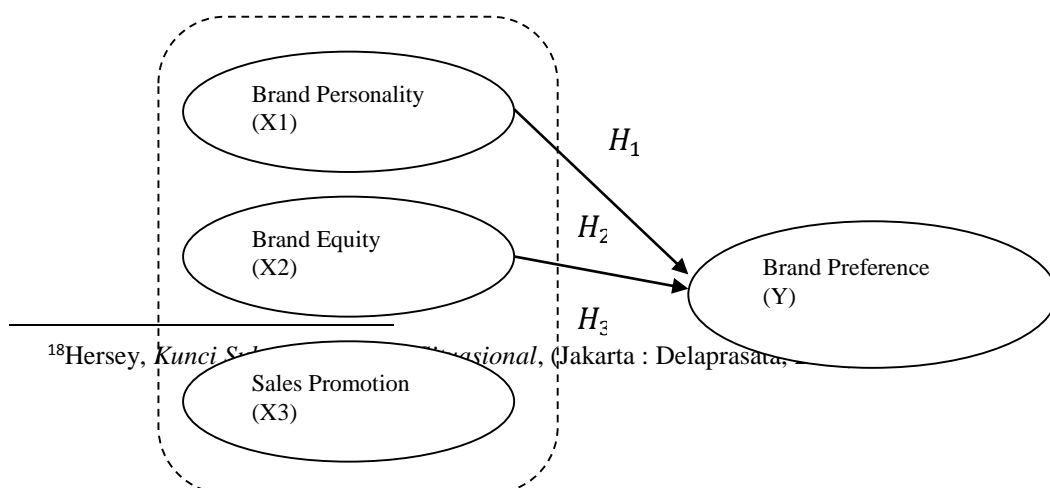 Brand Personality
(X1)
H₁
Brand Equity
(X2)
H₂
Brand Preference
(Y)
H₃
¹⁸Hersey, Kunci (Jakarta : Delaprasata,
Sales Promotion
(X3)